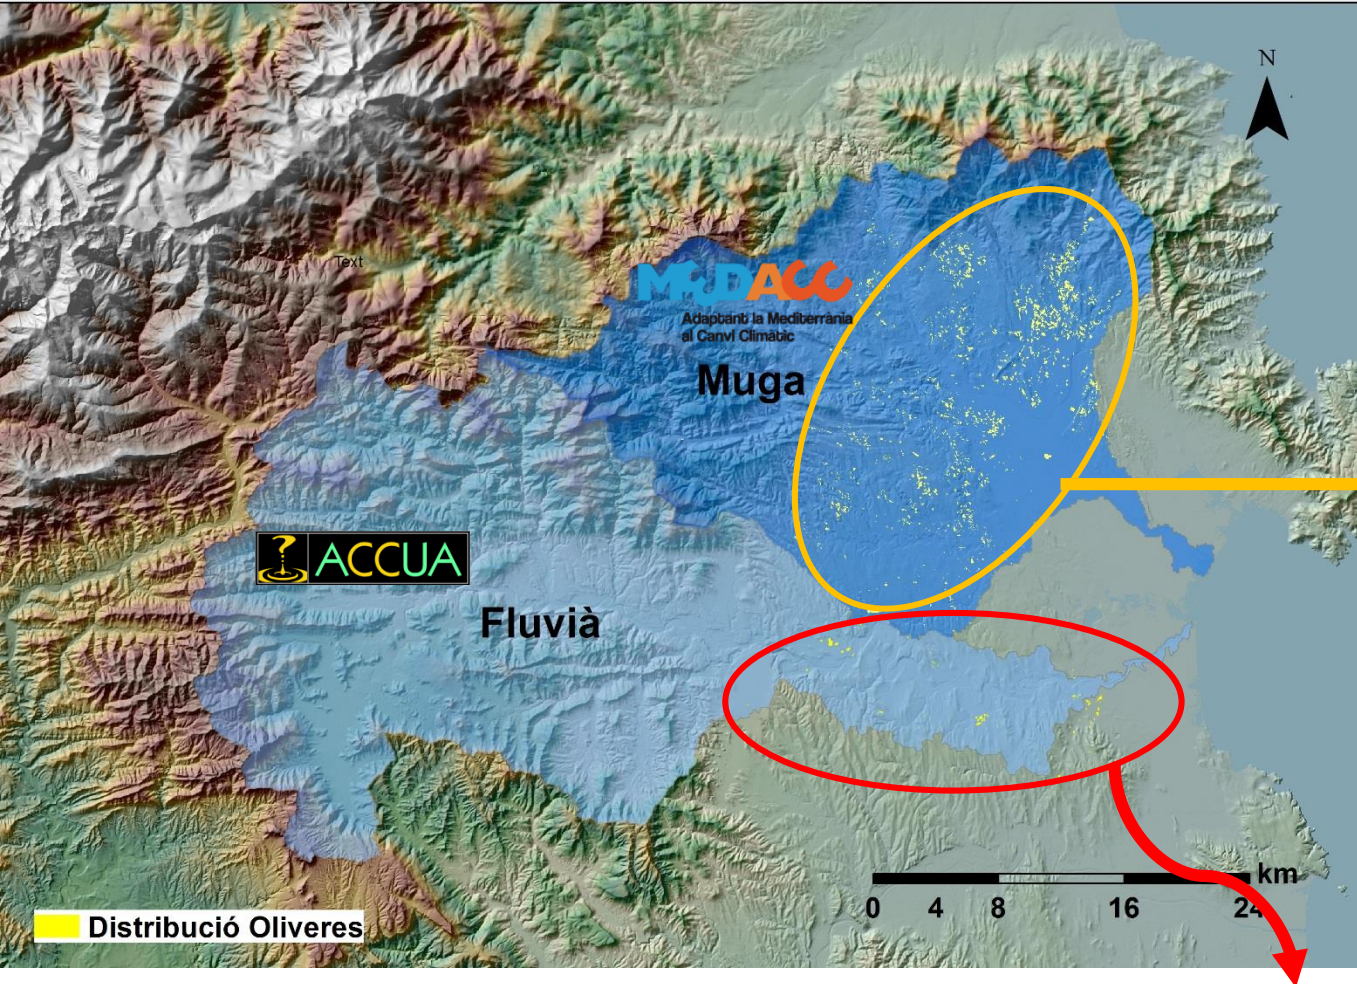 N
Text
MEDACC
Adaptant la Mediterrània
al Canvi Climàtic
Muga
ACCUA
Fluvià
km
0 4 8 16 24
Distribució Oliveres